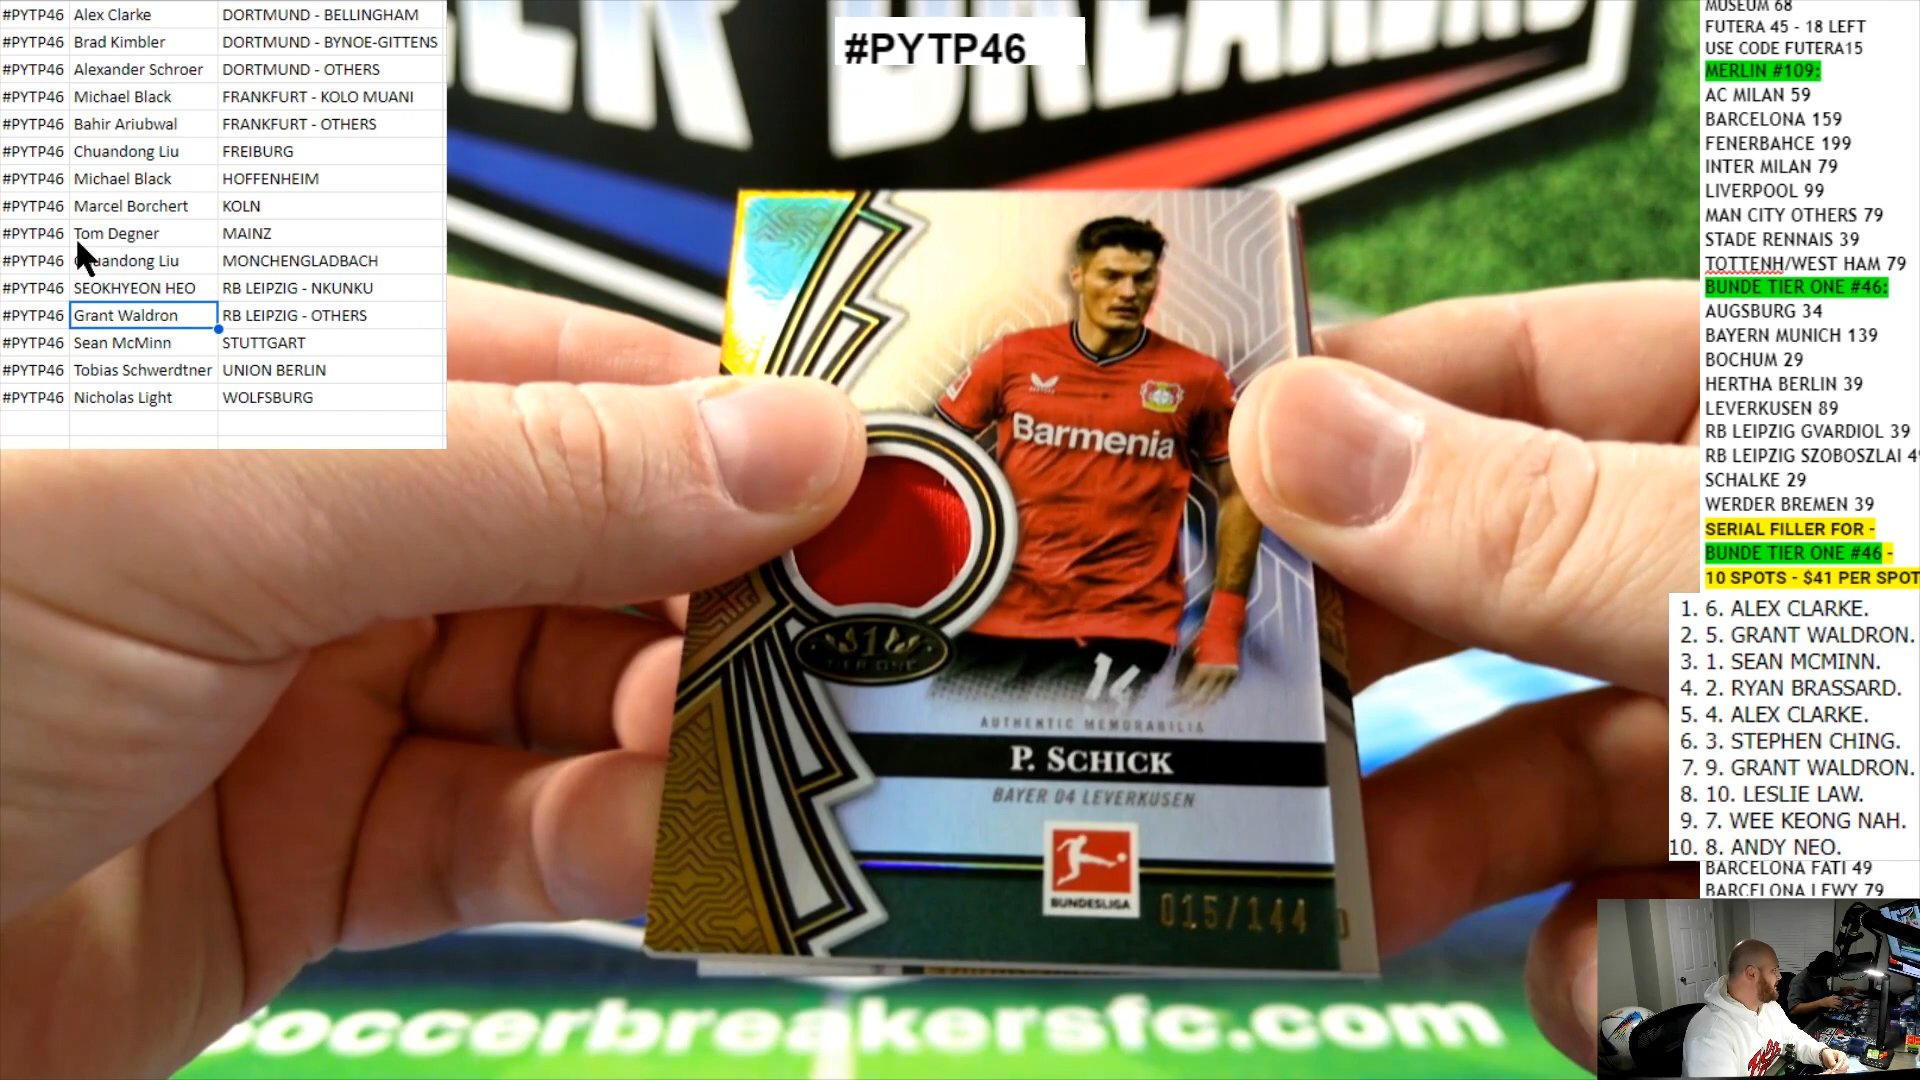 #PYTP46 Alex Clarke DORTMUND - BELLINGHAM
#PYTP46 Brad Kimbler DORTMUND - BYNOE-GITTENS
#PYTP46 Alexander Schroer DORTMUND - OTHERS
#PYTP46 Michael Black FRANKFURT - KOLO MUANI
#PYTP46 Bahir Ariubwal FRANKFURT - OTHERS
#PYTP46 Chuandong Liu FREIBURG
#PYTP46 Michael Black HOFFENHEIM
#PYTP46 Marcel Borchert KOLN
#PYTP46 Tom Degner MAINZ
#PYTP46 Chuandong Liu MONCHENGLADBACH
#PYTP46 SEOKHYEON HEO RB LEIPZIG - NKUNKU
#PYTP46 Grant Waldron RB LEIPZIG - OTHERS
#PYTP46 Sean McMinn STUTTGART
#PYTP46 Tobias Schwerdtner UNION BERLIN
#PYTP46 Nicholas Light WOLFSBURG
#PYTP46
Barmenia
14
1
TIER ONE
AUTHENTIC MEMORABILIA
P. SCHICK
BAYER 04 LEVERKUSEN
BUNDESLIGA
015/144
Soccerbreakersfc.com
MUSEUM 68
FUTERA 45 - 18 LEFT
USE CODE FUTERA15
MERLIN #109:
AC MILAN 59
BARCELONA 159
FENERBAHCE 199
INTER MILAN 79
LIVERPOOL 99
MAN CITY OTHERS 79
STADE RENNAIS 39
TOTTENH/WEST HAM 79
BUNDE TIER ONE #46:
AUGSBURG 34
BAYERN MUNICH 139
BOCHUM 29
HERTHA BERLIN 39
LEVERKUSEN 89
RB LEIPZIG GVARDIOL 39
RB LEIPZIG SZOBOSZLAI
SCHALKE 29
WERDER BREMEN 39
SERIAL FILLER FOR -
BUNDE TIER ONE #46 -
10 SPOTS - $41 PER SPOT
1. 6. ALEX CLARKE.
2. 5. GRANT WALDRON.
3. 1. SEAN MCMINN.
4. 2. RYAN BRASSARD.
5. 4. ALEX CLARKE.
6. 3. STEPHEN CHING.
7. 9. GRANT WALDRON.
8. 10. LESLIE LAW.
9. 7. WEE KEONG NAH.
10. 8. ANDY NEO.
BARCELONA FATI 49
BARCELONA LEWY 79